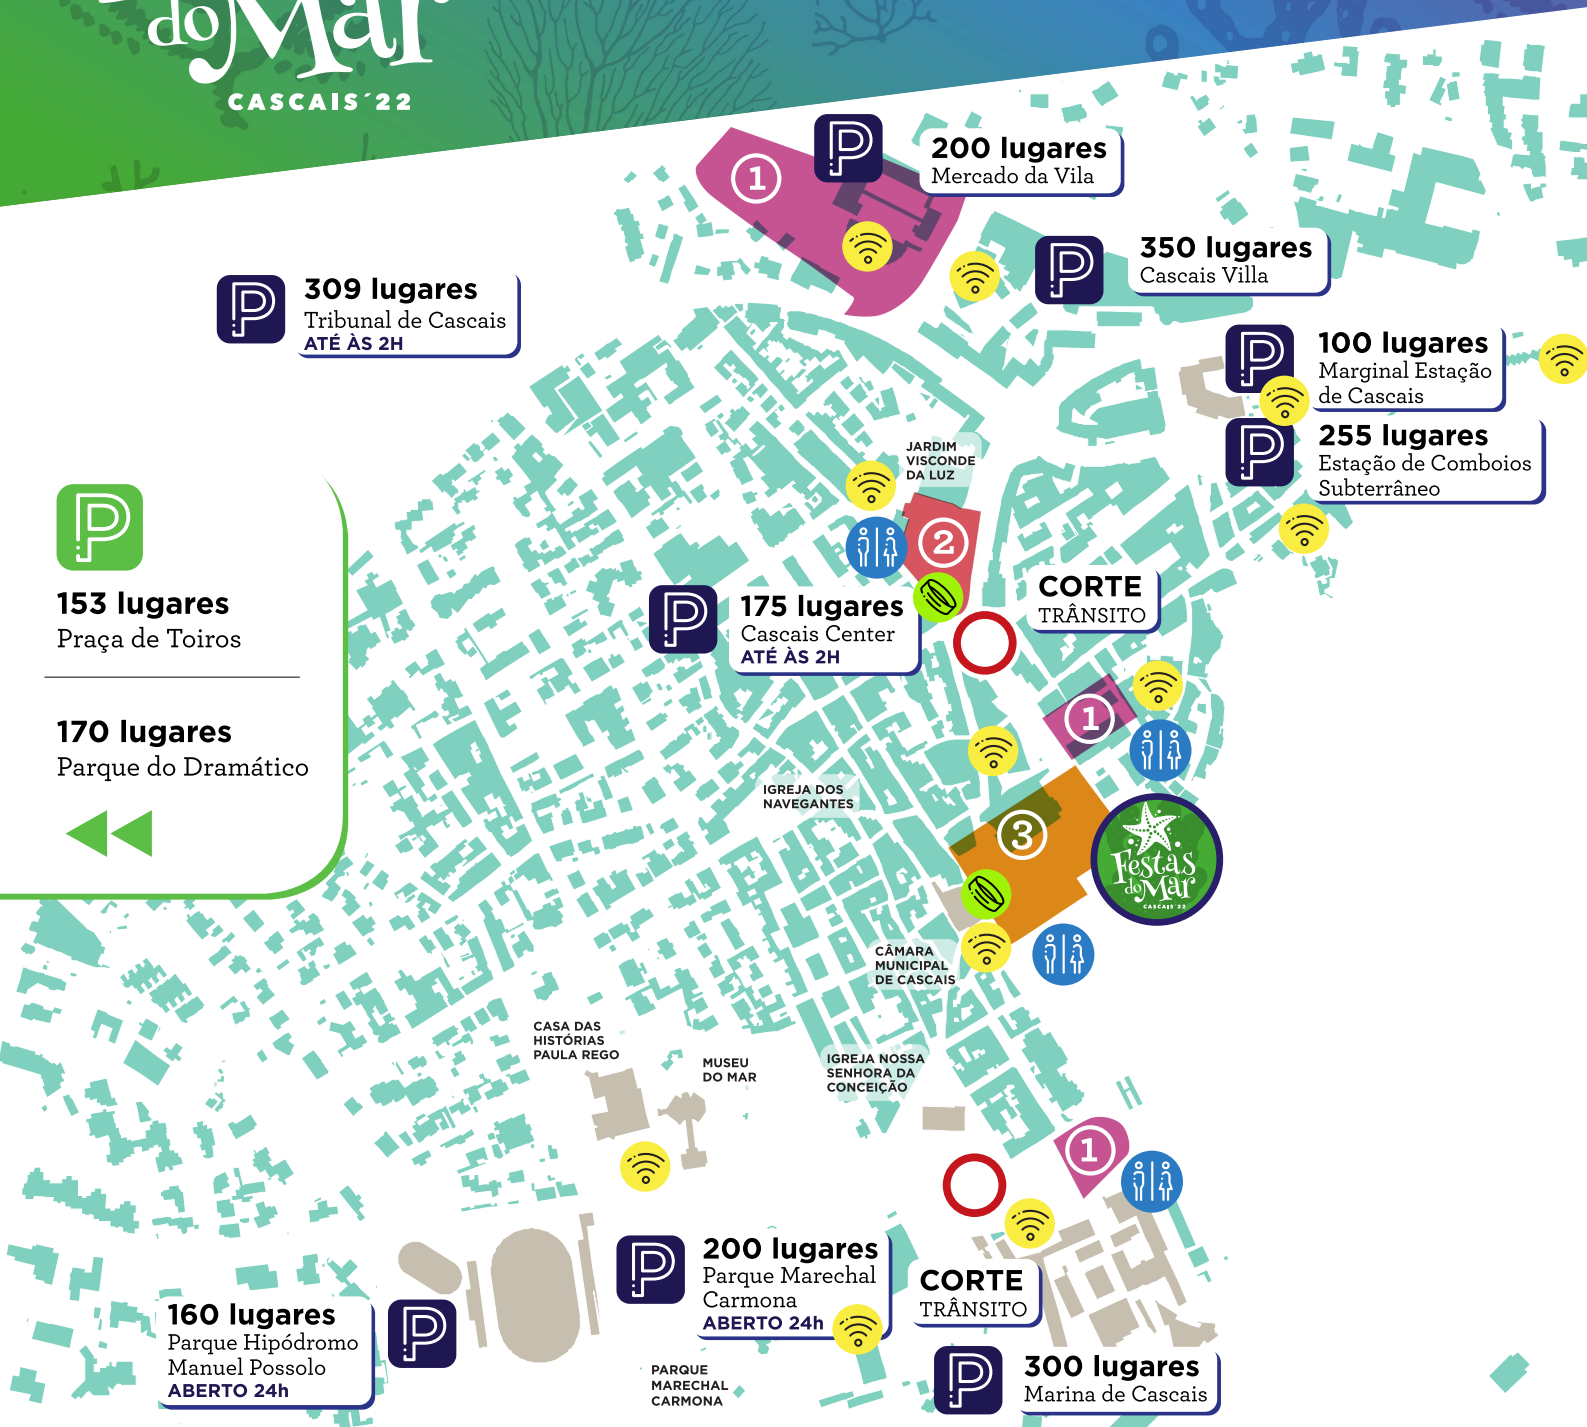 do Mar
CASCAIS´22
1
P
200 lugares
Mercado da Vila
P
350 lugares
Cascais Villa
P
309 lugares
Tribunal de Cascais
ATÉ ÀS 2H
P
100 lugares
Marginal Estação
de Cascais
P
255 lugares
Estação de Comboios
Subterrâneo
JARDIM
VISCONDE
DA LUZ
2
P
153 lugares
Praça de Toiros
170 lugares
Parque do Dramático
P
175 lugares
Cascais Center
ATÉ ÀS 2H
CORTE
TRÂNSITO
1
IGREJA DOS
NAVEGANTES
3
Festas
do Mar
CASCAIS´22
CÂMARA
MUNICIPAL
DE CASCAIS
CASA DAS
HISTÓRIAS
PAULA REGO
MUSEU
DO MAR
IGREJA NOSSA
SENHORA DA
CONCEIÇÃO
1
P
200 lugares
Parque Marechal
Carmona
ABERTO 24h
CORTE
TRÂNSITO
160 lugares
Parque Hipódromo
Manuel Possolo
ABERTO 24h
P
PARQUE
MARECHAL
CARMONA
P
300 lugares
Marina de Cascais